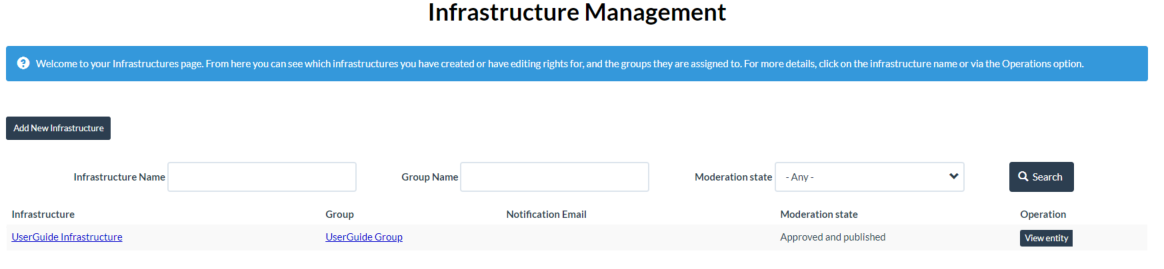 Infrastructure Management
Welcome to your Infrastructures page. From here you can see which infrastructures you have created or have editing rights for, and the groups they are assigned to. For more details, click on the infrastructure name or via the Operations option.
Add New Infrastructure
Infrastructure Name Group Name Moderation state - Any - Search
Infrastructure Group Notification Email Moderation state Operation
UserGuide Infrastructure UserGuide Group Approved and published View entity